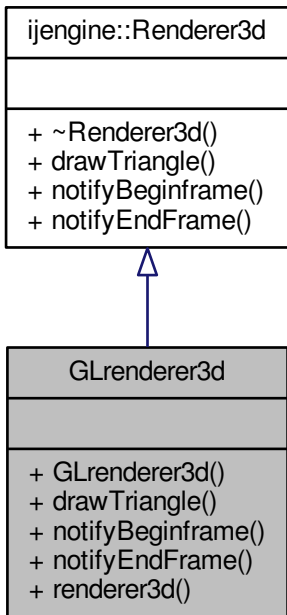 ijengine::Renderer3d
+ ~Renderer3d()
+ drawTriangle()
+ notifyBeginframe()
+ notifyEndFrame()
GLrenderer3d
+ GLrenderer3d()
+ drawTriangle()
+ notifyBeginframe()
+ notifyEndFrame()
+ renderer3d()